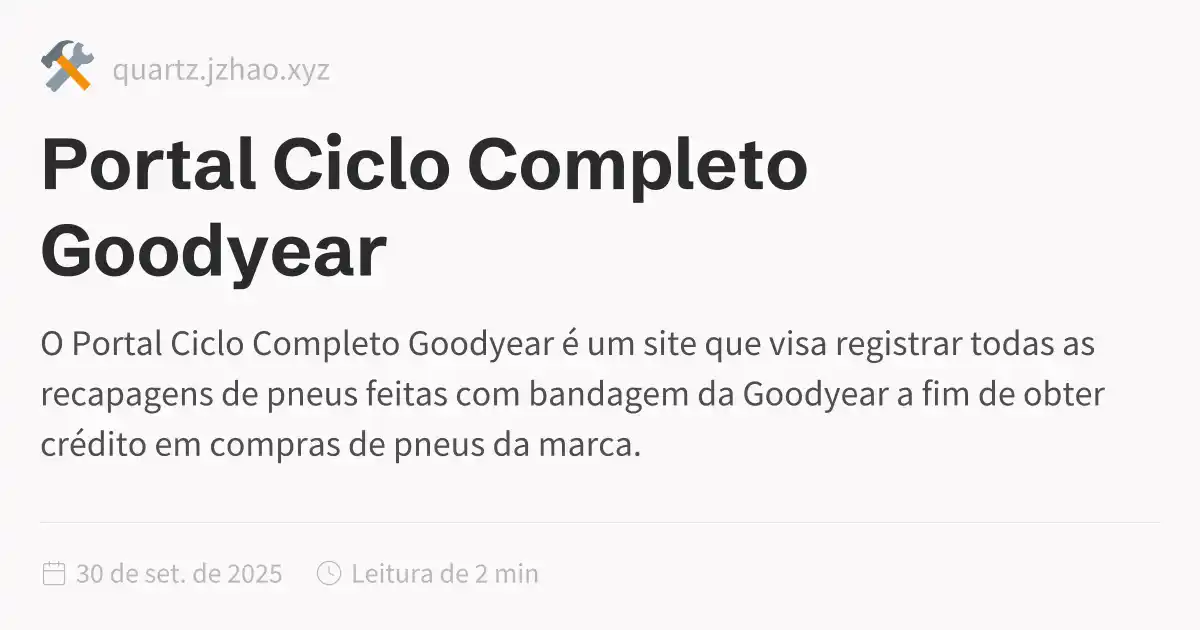 quartz.jzhao.xyz
Portal Ciclo Completo
Goodyear
O Portal Ciclo Completo Goodyear é um site que visa registrar todas as
recapagens de pneus feitas com bandagem da Goodyear a fim de obter
crédito em compras de pneus da marca.
30 de set. de 2025 Leitura de 2 min